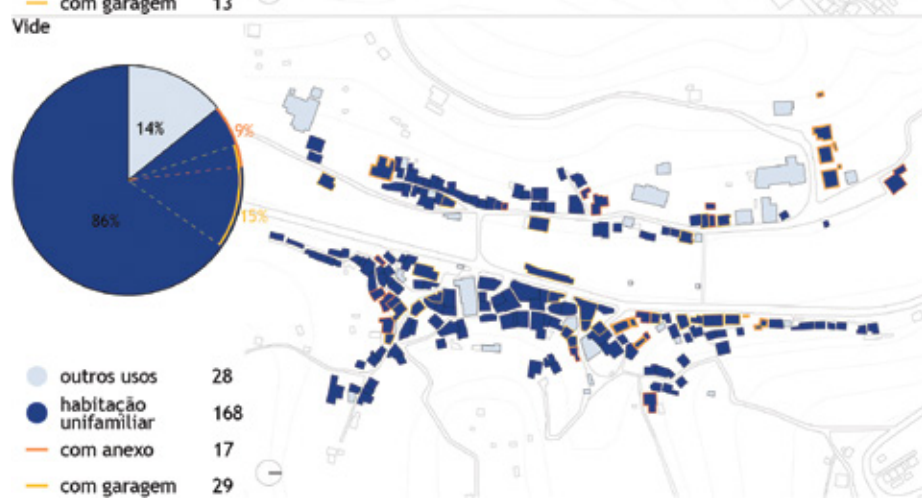 com garagem 13
Vide
14%
9%
15%
86%
outros usos 28
habitação
unifamiliar 168
com anexo 17
com garagem 29